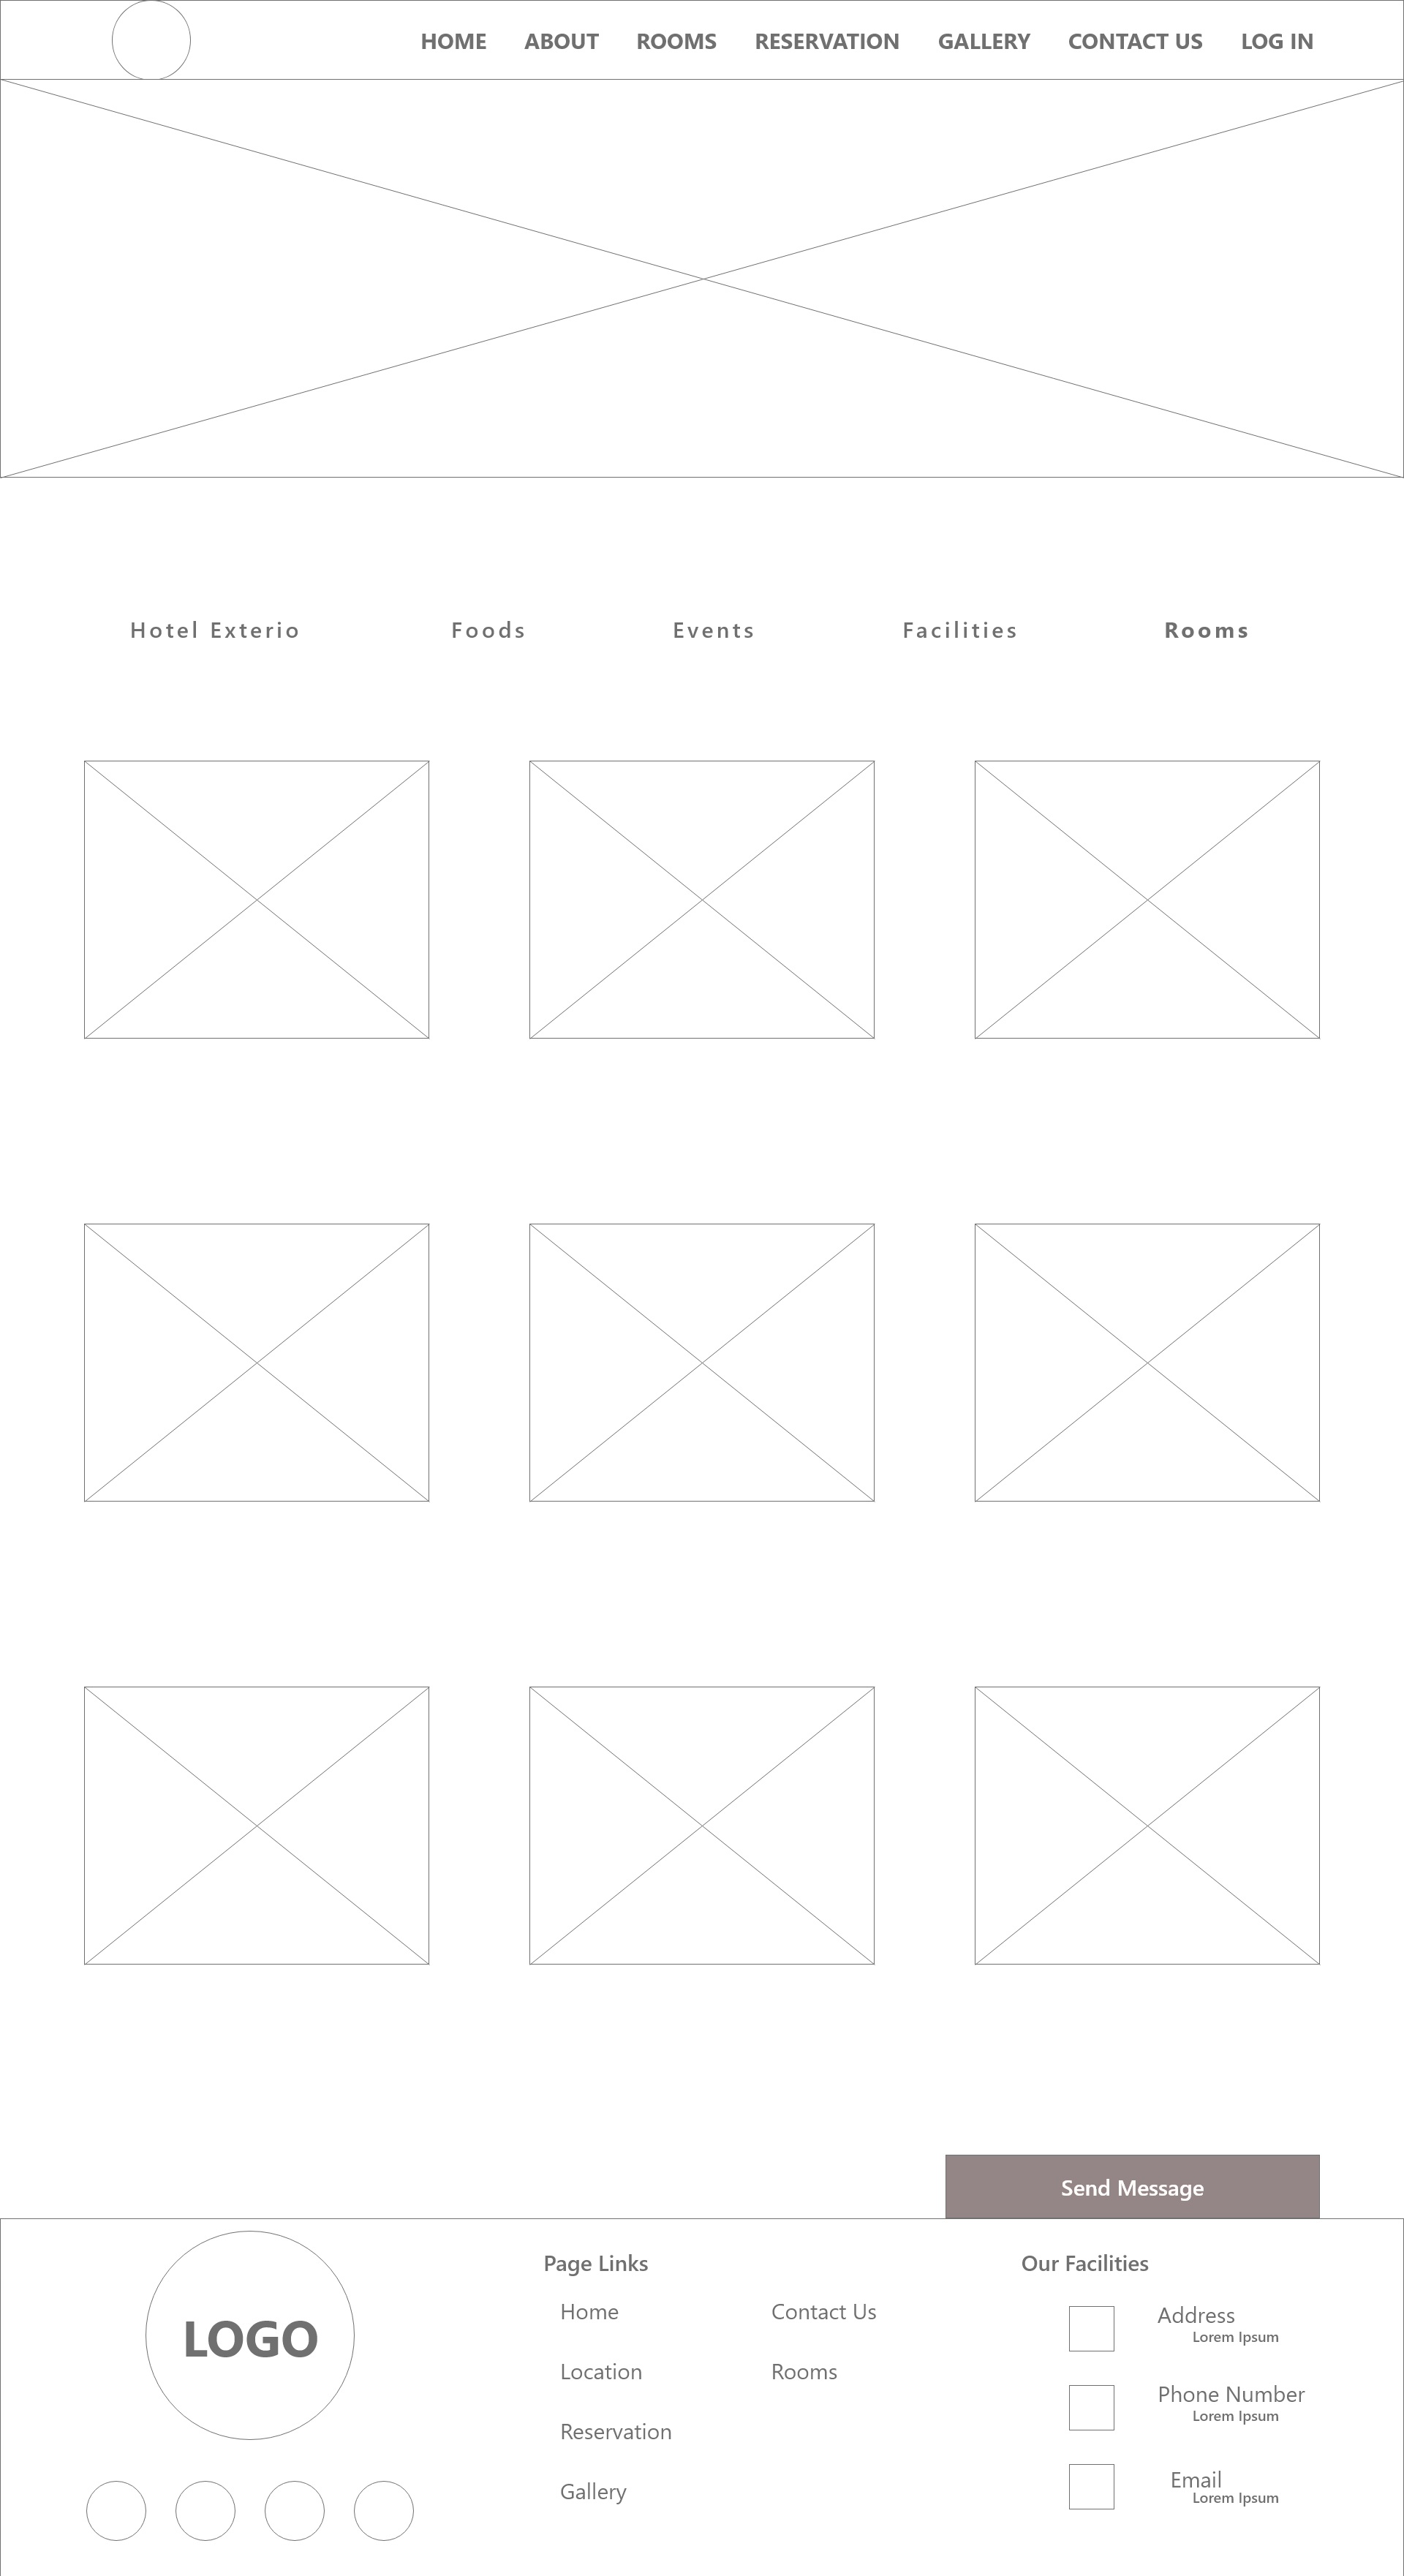 HOME ABOUT ROOMS RESERVATION GALLERY CONTACT US LOG IN
Hotel Exterio Foods Events Facilities Rooms
Send Message
LOGO
Page Links
Home Contact Us
Location Rooms
Reservation
Gallery
Our Facilities
Address
Lorem Ipsum
Phone Number
Lorem Ipsum
Email
Lorem Ipsum